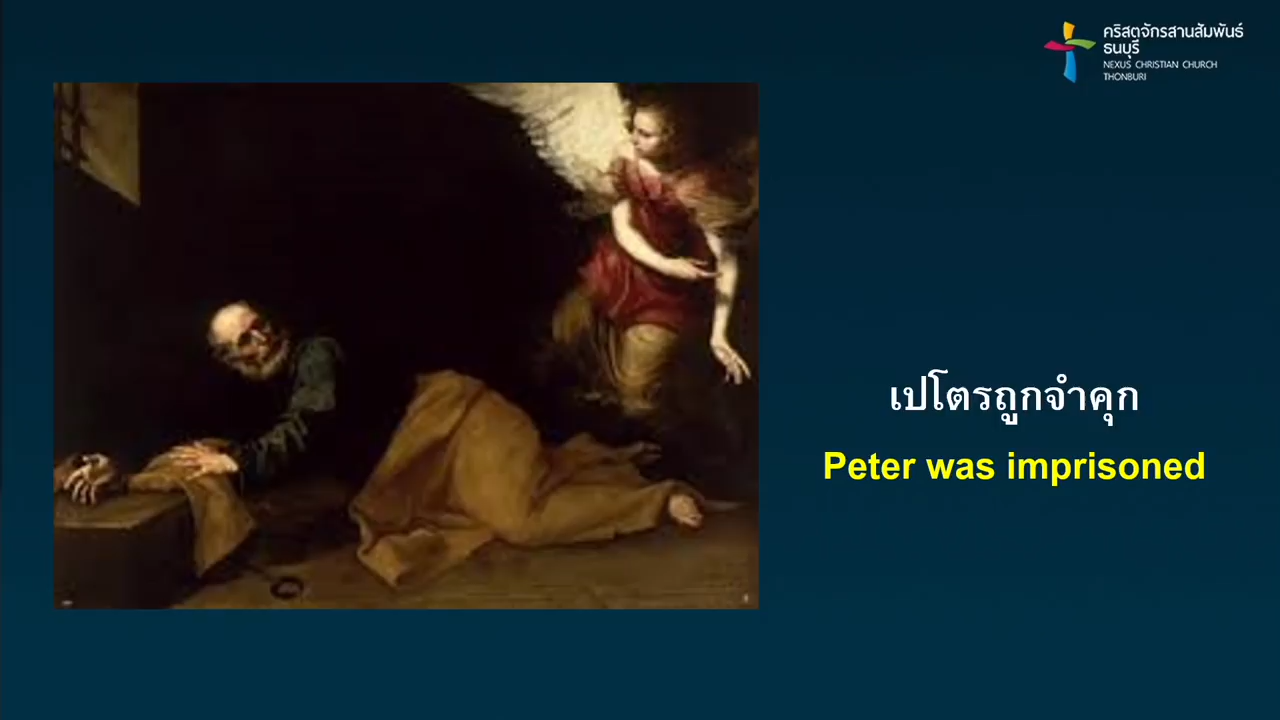 คริสตจักรสานสัมพันธ์
ธนบุรี
NEXUS CHRISTIAN CHURCH
THONBURI
เปโตรถูกจำคุก
Peter was imprisoned